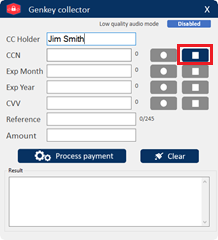 Genkey collector X
Low quality audio mode Disabled
CC Holder Jim Smith
CCN 0
Exp Month 0
Exp Year 0
CVV 0
Reference 0/245
Amount
Process payment Clear
Result